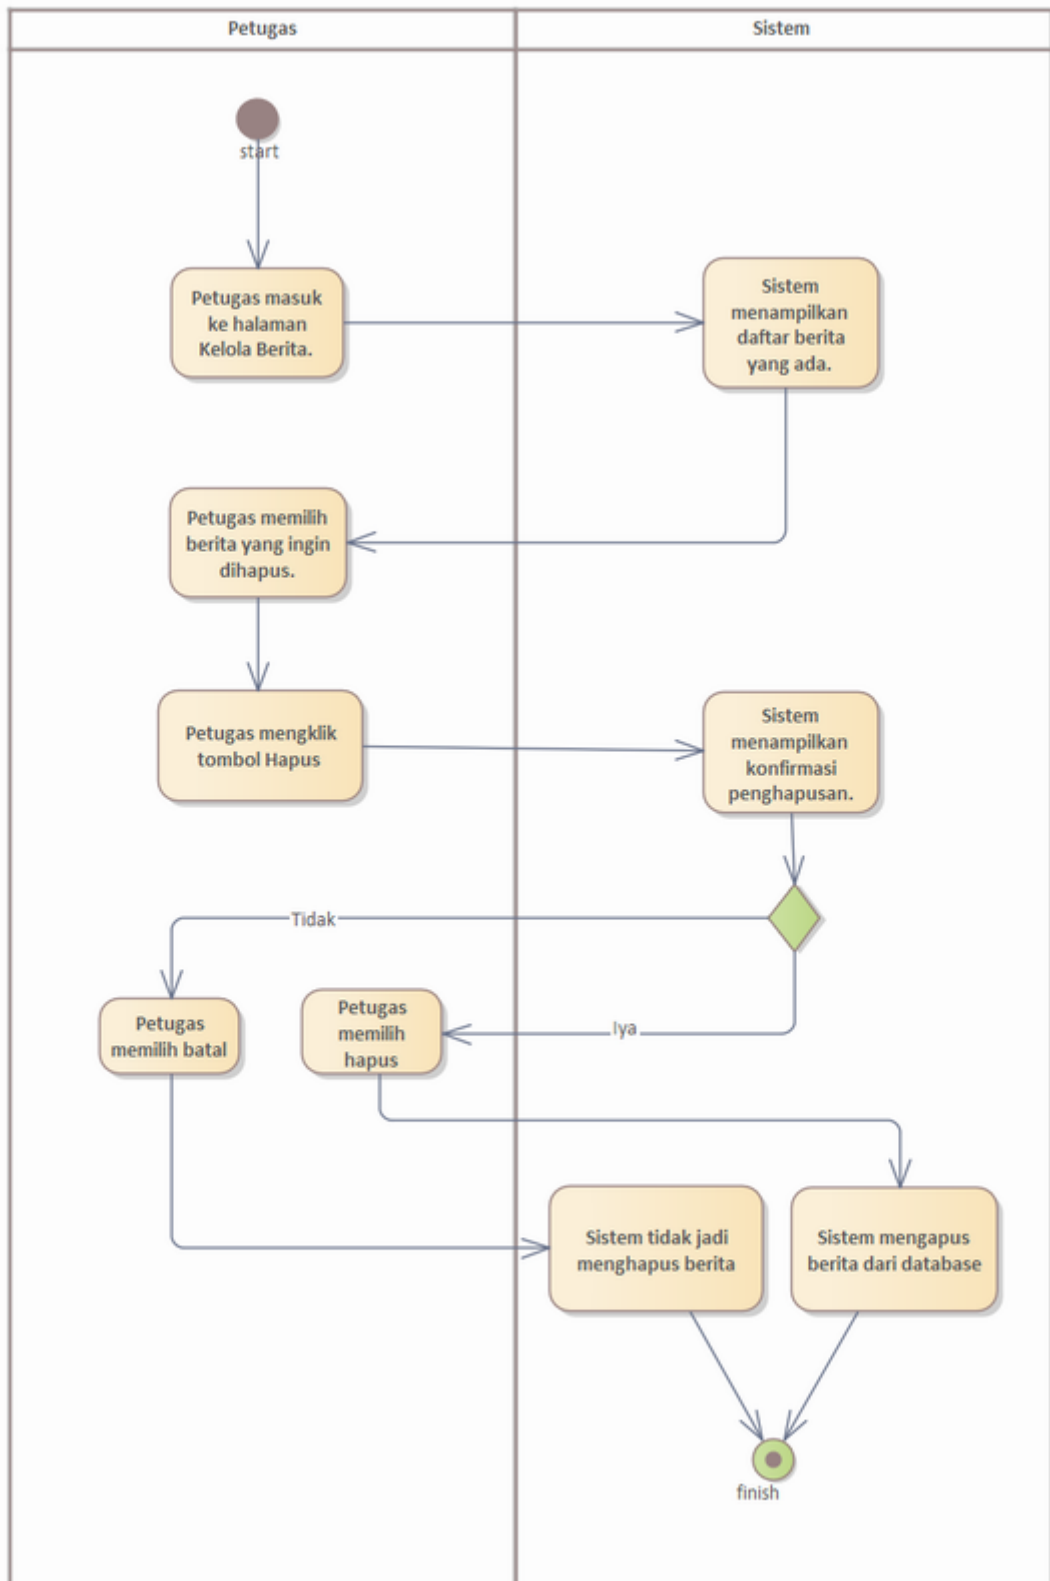 Petugas
Sistem
start
Petugas masuk
ke halaman
Kelola Berita.
Sistem
menampilkan
daftar berita
yang ada.
Petugas memilih
berita yang ingin
dihapus.
Petugas mengklik
tombol Hapus
Sistem
menampilkan
konfirmasi
penghapusan.
Tidak
Iya
Petugas
memilih batal
Petugas
memilih
hapus
Sistem tidak jadi
menghapus berita
Sistem mengapus
berita dari database
finish